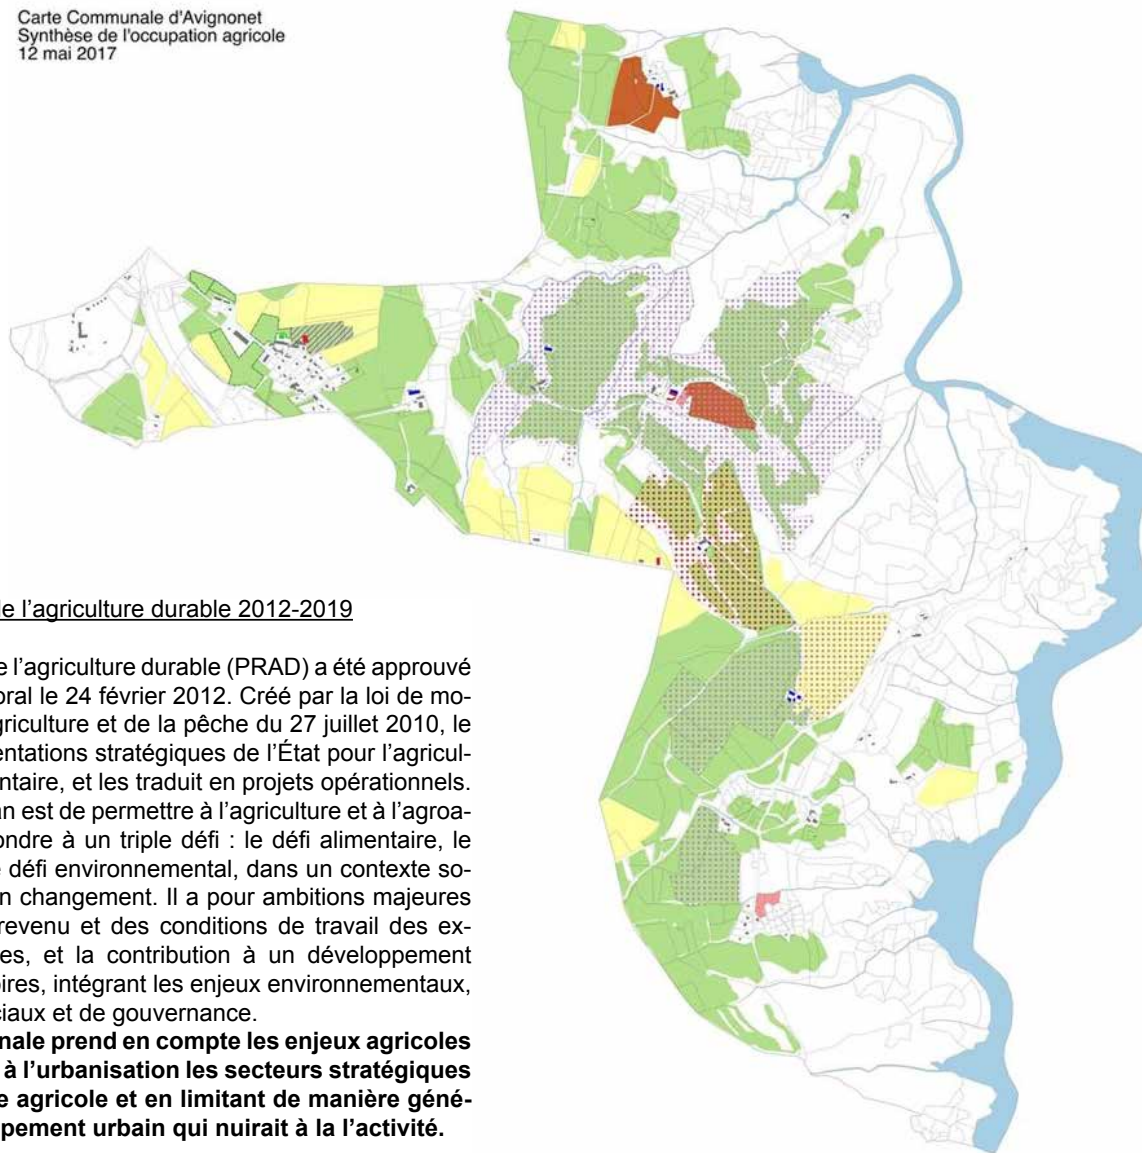 Carte Communale d'Avignonet
Synthèse de l'occupation agricole
12 mai 2017
de l’agriculture durable 2012-2019
e l’agriculture durable (PRAD) a été approuvé
oral le 24 février 2012. Créé par la loi de mo-
griculture et de la pêche du 27 juillet 2010, le
entations stratégiques de l’État pour l’agricul-
ntaire, et les traduit en projets opérationnels.
an est de permettre à l’agriculture et à l’agroa-
ondre à un triple défi : le défi alimentaire, le
e défi environnemental, dans un contexte so-
n changement. Il a pour ambitions majeures
revenu et des conditions de travail des ex-
es, et la contribution à un développement
oires, intégrant les enjeux environnementaux,
ciaux et de gouvernance.
nale prend en compte les enjeux agricoles
à l’urbanisation les secteurs stratégiques
e agricole et en limitant de manière géné-
ppement urbain qui nuirait à la l’activité.